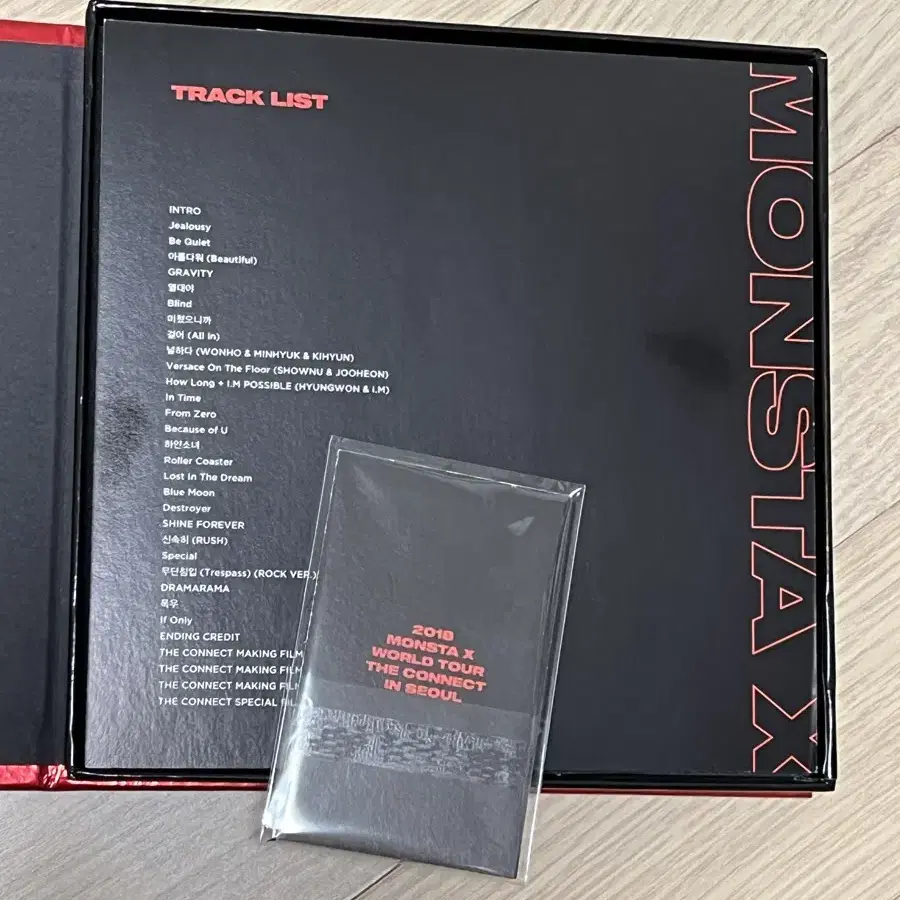 TRACK LIST
INTRO
Jealousy
Be Quiet
아름다워 (Beautiful)
GRAVITY
열대야
Blind
미쳤으니까
걸어 (All in)
널하다 (WONHO & MINHYUK & KIHYUN)
Versace On The Floor (SHOWNU & JOOHEON)
How Long + I.M POSSIBLE (HYUNGWON & I.M)
In Time
From Zero
Because of U
하얀소녀
Roller Coaster
Lost In The Dream
Blue Moon
Destroyer
SHINE FOREVER
신속히 (RUSH)
Special
무단침입 (Trespass) (ROCK VER.)
DRAMARAMA
폭우
If Only
ENDING CREDIT
THE CONNECT MAKING FILM
THE CONNECT MAKING FILM
THE CONNECT MAKING FILM
THE CONNECT SPECIAL FIL
MONSTA X
2018
MONSTA X
WORLD TOUR
THE CONNECT
IN SEOUL